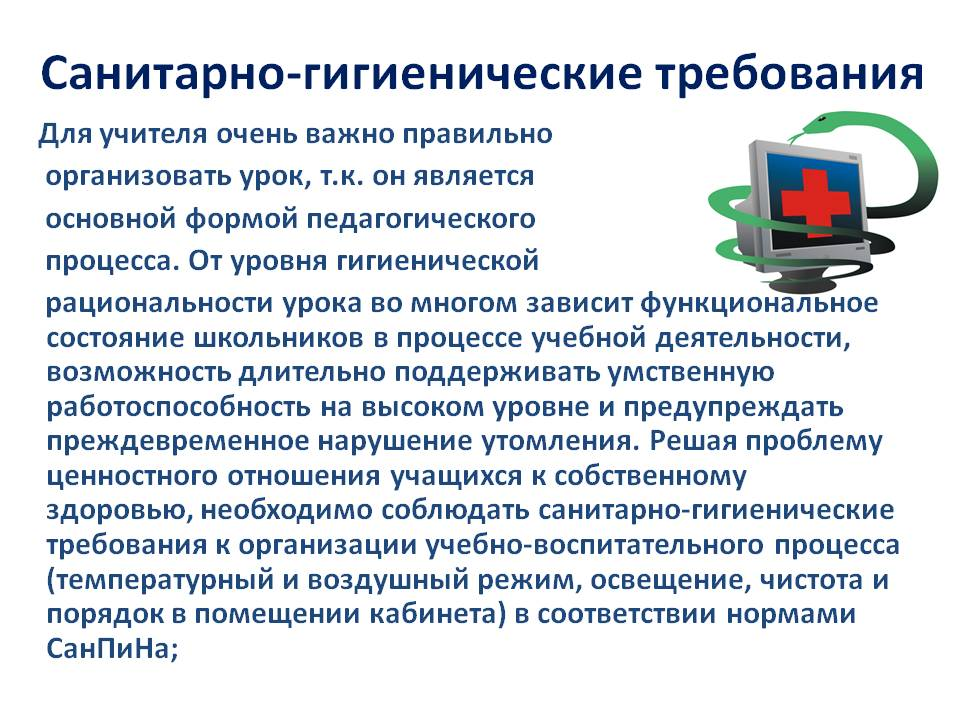 Санитарно-гигиенические требования
Для учителя очень важно правильно
организовать урок, т.к. он является
основной формой педагогического
процесса. От уровня гигиенической
рациональности урока во многом зависит функциональное
состояние школьников в процессе учебной деятельности,
возможность длительно поддерживать умственную
работоспособность на высоком уровне и предупреждать
преждевременное нарушение утомления. Решая проблему
ценностного отношения учащихся к собственному
здоровью, необходимо соблюдать санитарно-гигиенические
требования к организации учебно-воспитательного процесса
(температурный и воздушный режим, освещение, чистота и
порядок в помещении кабинета) в соответствии нормами
СанПиНа;